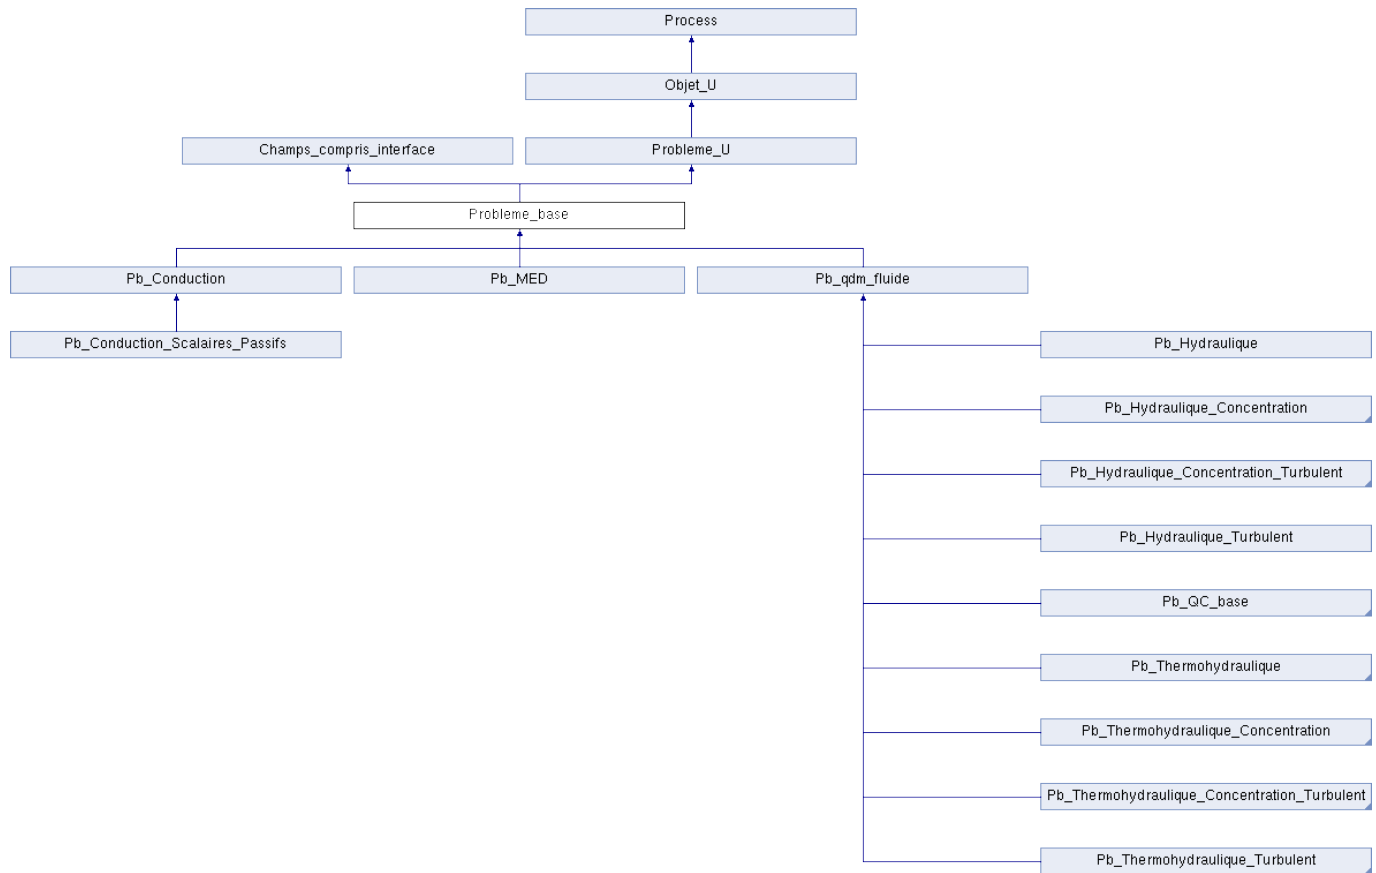 Process
Objet_U
Champs_compris_interface
Probleme_U
Probleme_base
Pb_Conduction
Pb_MED
Pb_qdm_fluide
Pb_Conduction_Scalaires_Passifs
Pb_Hydraulique
Pb_Hydraulique_Concentration
Pb_Hydraulique_Concentration_Turbulent
Pb_Hydraulique_Turbulent
Pb_QC_base
Pb_Thermohydraulique
Pb_Thermohydraulique_Concentration
Pb_Thermohydraulique_Concentration_Turbulent
Pb_Thermohydraulique_Turbulent